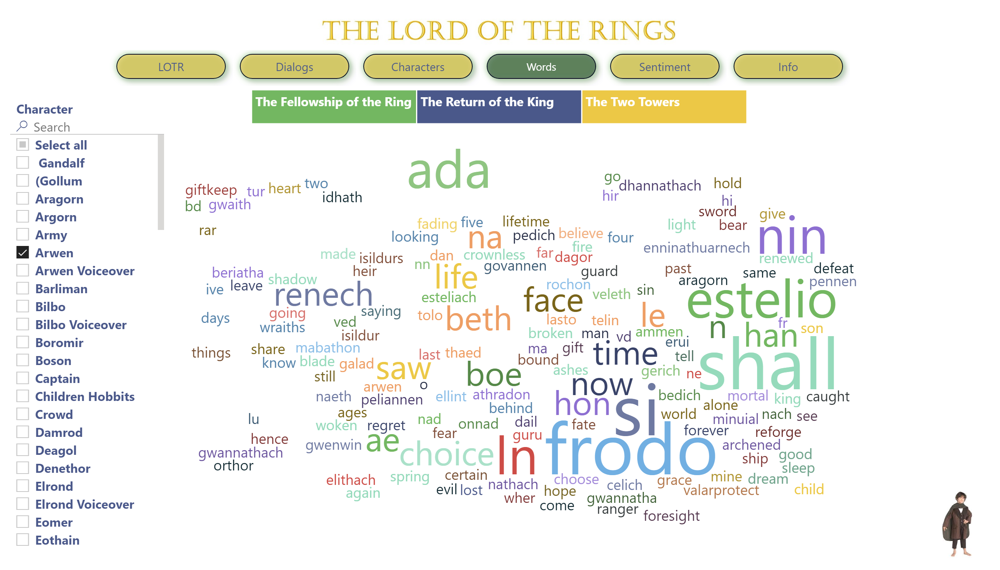 THE LORD OF THE RINGS
LOTR
Dialogs
Characters
Words
Sentiment
Info
The Fellowship of the Ring
The Return of the King
The Two Towers
Character
Search
Select all
Gandalf
(Gollum
Aragorn
Argorn
Army
Arwen
Arwen Voiceover
Barliman
Bilbo
Bilbo Voiceover
Boromir
Boson
Captain
Children Hobbits
Crowd
Damrod
Deagol
Denethor
Elrond
Elrond Voiceover
Eomer
Eothain
ada
go
dhannathach
hold
giftkeep
tur
heart
two
idhath
hir
hi
bd
gwaith
sword
give
nin
rar
fading
five
lifetime
light
bear
looking
na
pedich
believe
four
enninathuarnech
made
isildurs
dan
crownless
far
fire
dagor
renewed
nn
govannen
heir
life
guard
past
same
defeat
beriatha
shadow
aragorn
pennen
ive
leave
renech
rochon
esteliach
face
veleth
sin
estelio
going
saying
tolo
beth
lasto
telin
le
days
wraiths
ved
isildur
broken
man
vd
ammen
n
han
fr
son
things
share
mabathon
last
thaed
ma
gift
time
erui
shall
know
blade
galad
saw
bound
tell
still
boe
ashes
now
gerich
ne
arwen
o
naeth
peliannen
ellint
athradon
hon
si
bedich
mortal
king
caught
ages
behind
alone
lu
woken
regret
nad
onnad
dail
fate
world
minuial
nach
see
hence
fear
guru
frodo
forever
reforge
gwenwin
ae
choice
ln
archened
gwannathach
orthor
ship
good
sleep
elithach
spring
certain
nathach
choose
celich
grace
mine
dream
again
evil
lost
wher
hope
gwannatha
valarprotect
child
come
ranger
foresight